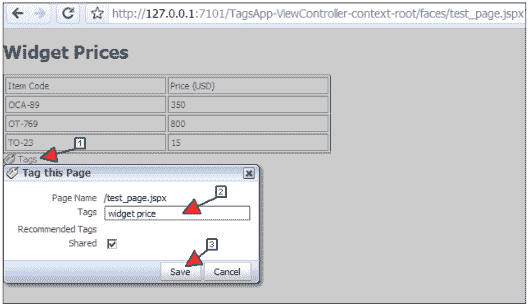 http://127.0.0.1:7101/TagsApp-ViewController-context-root/faces/test_page.jspx
Widget Prices
Item Code Price (USD)
OCA-89 350
OT-769 800
TO-23 15
1
Tags
Tag this Page
Page Name /test_page.jspx
2
Tags widget price
Recommended Tags
Shared
3
Save Cancel